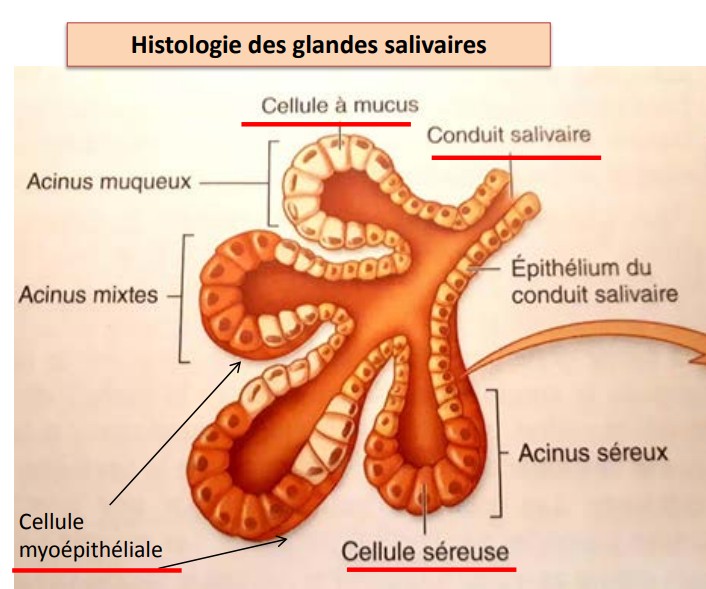 Histologie des glandes salivaires
Cellule à mucus
Conduit salivaire
Acinus muqueux
Épithélium du
conduit salivaire
Acinus mixtes
Acinus séreux
Cellule
myoépithéliale
Cellule séreuse